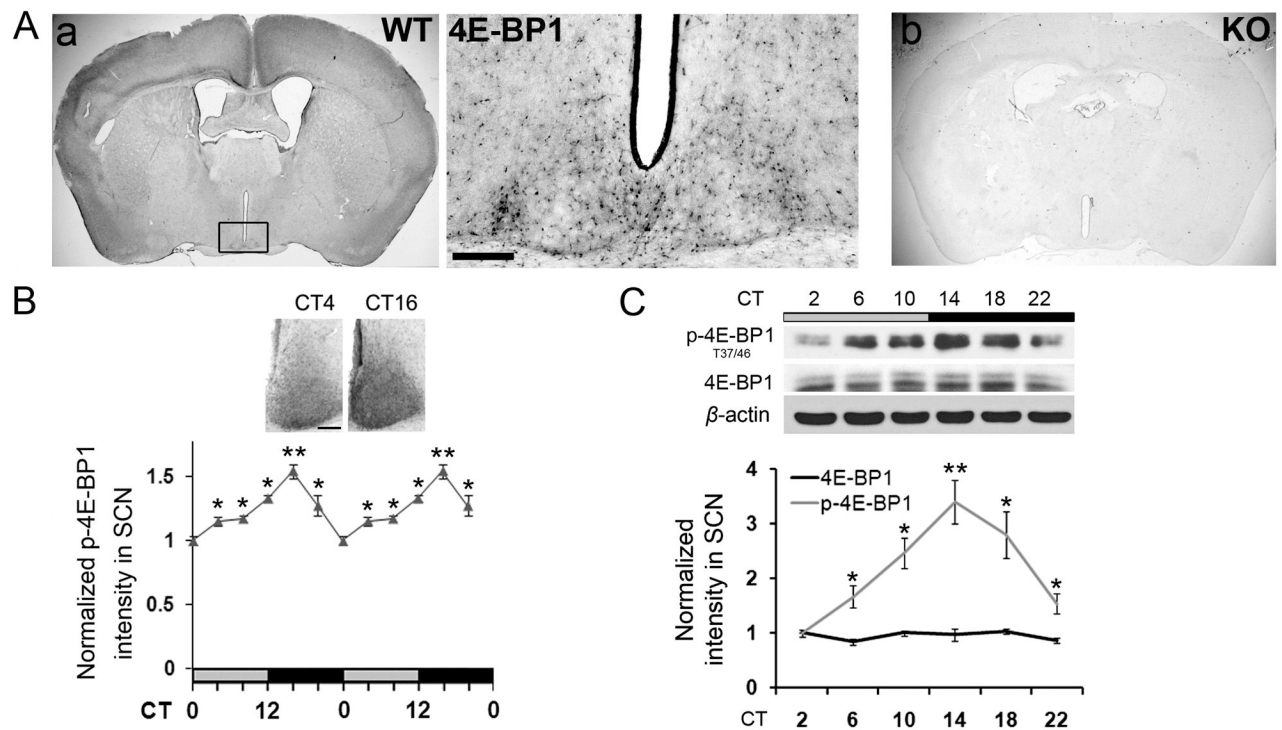 A
a
WT
4E-BP1
b
KO
B
CT4 CT16
Normalized p-4E-BP1
intensity in SCN
1.5
1
0.5
0
* * * ** * * * * ** *
CT 0 12 0 12 0
C
CT 2 6 10 14 18 22
p-4E-BP1
T37/46
4E-BP1
β-actin
Normalized
intensity in SCN
4
3
2
1
0
4E-BP1
p-4E-BP1
* * ** * *
CT 2 6 10 14 18 22